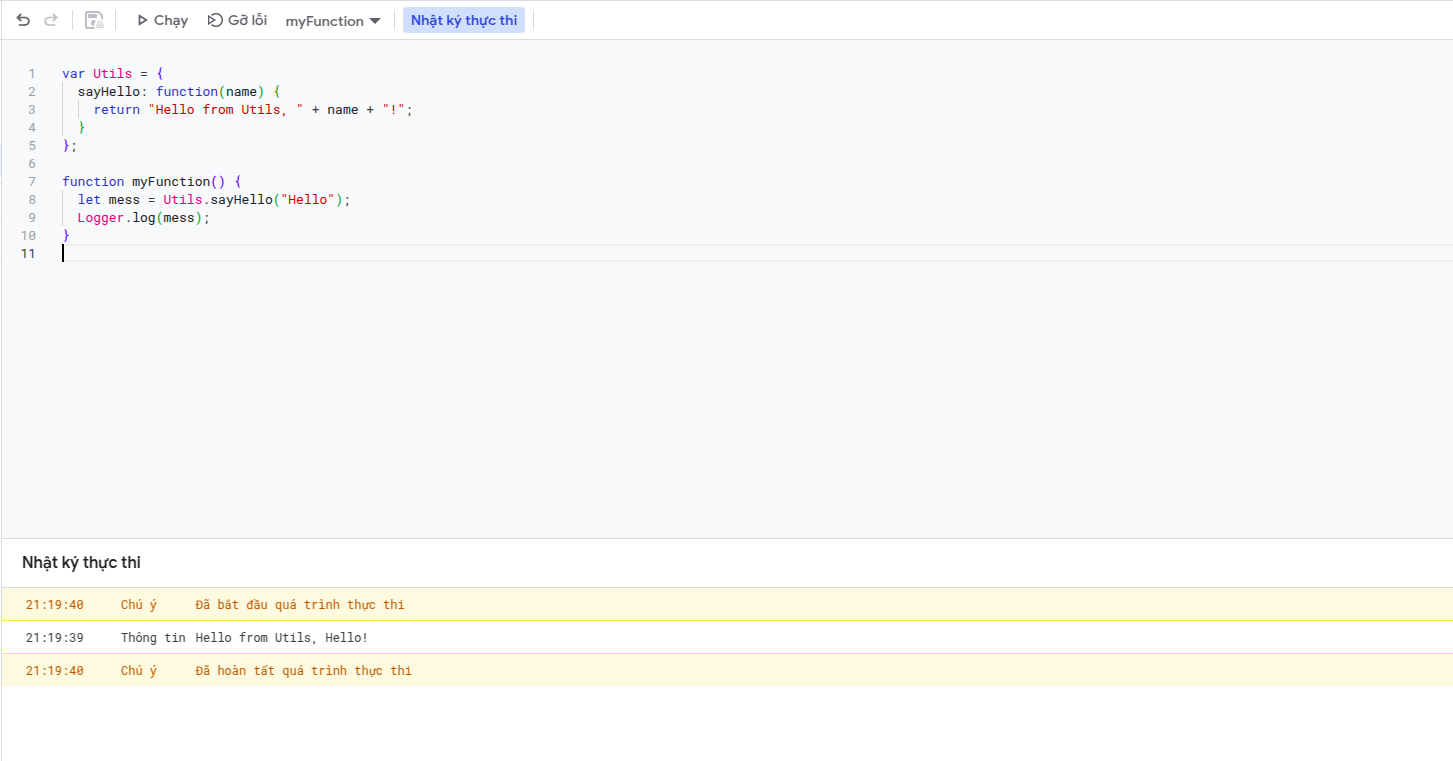 Chạy Gỡ lỗi myFunction Nhật ký thực thi
1 var Utils = {
2 sayHello: function(name) {
3 return "Hello from Utils, " + name + "!";
4 }
5 };
6
7 function myFunction() {
8 let mess = Utils.sayHello("Hello");
9 Logger.log(mess);
10 }
11
Nhật ký thực thi
21:19:40 Chú ý Đã bắt đầu quá trình thực thi
21:19:39 Thông tin Hello from Utils, Hello!
21:19:40 Chú ý Đã hoàn tất quá trình thực thi